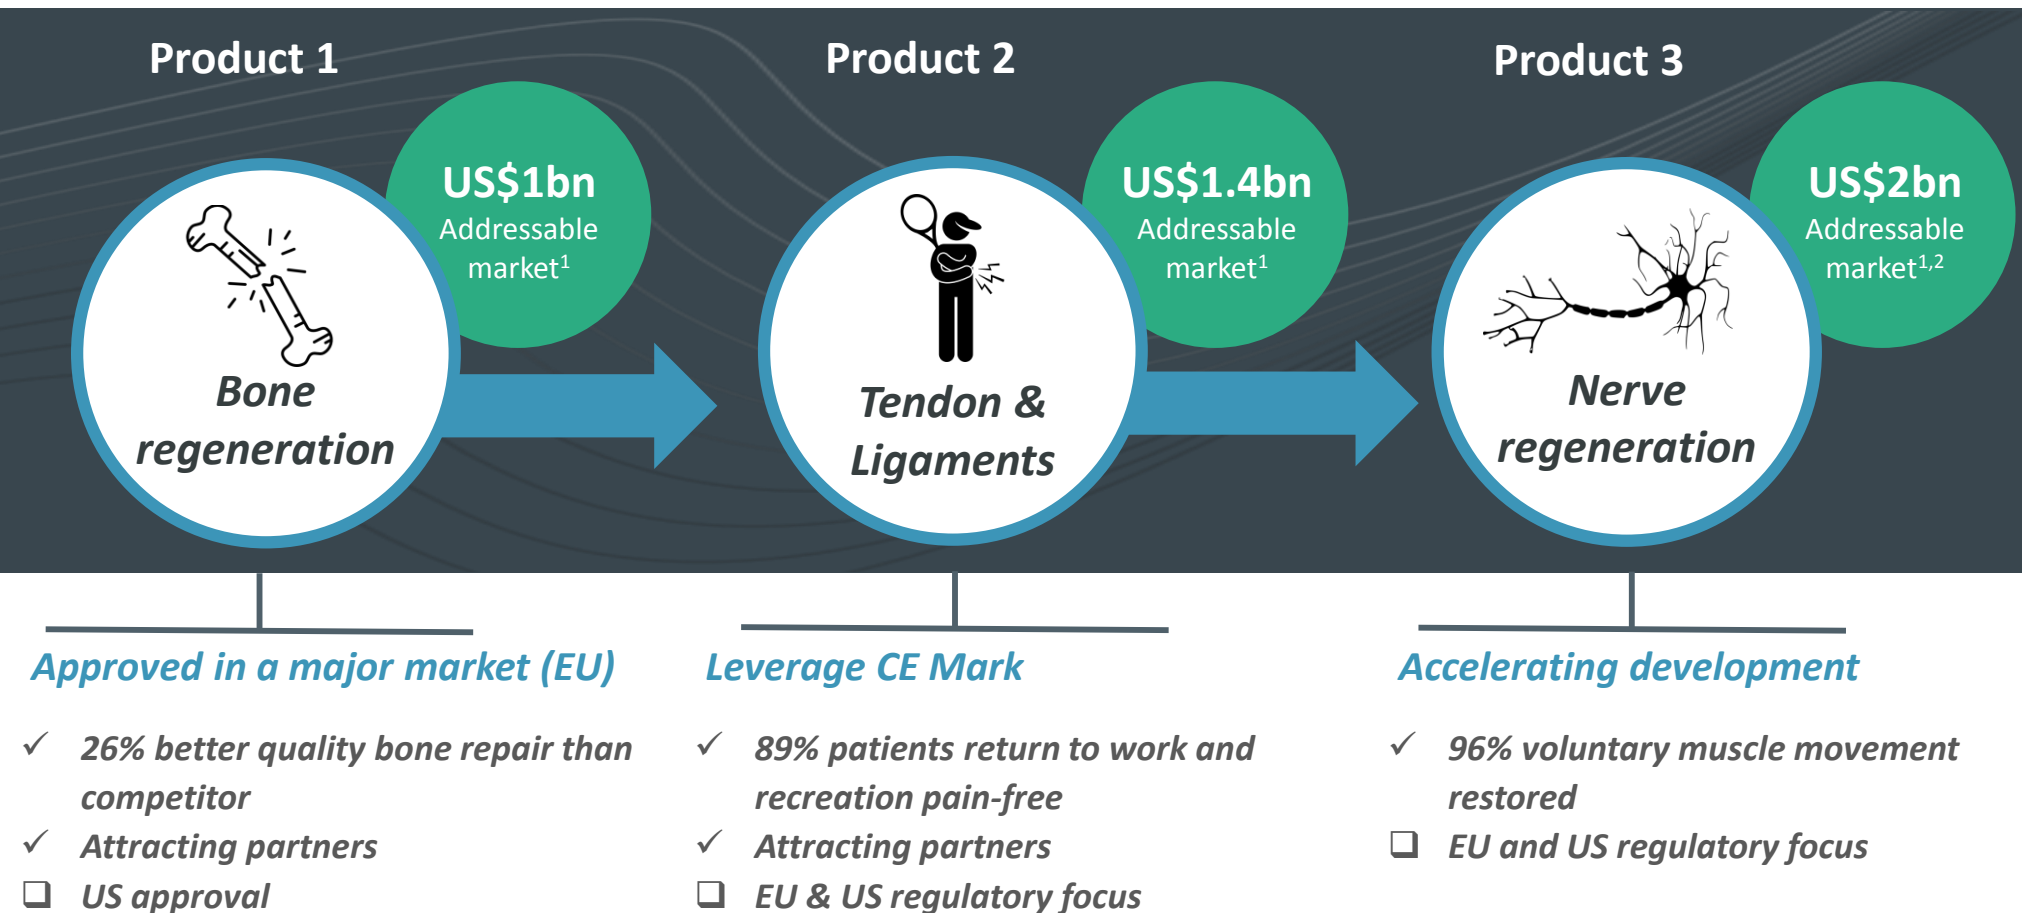 Product 1
US$1bn
Addressable
market1
Bone
regeneration
Product 2
US$1.4bn
Addressable
market1
Tendon &
Ligaments
Product 3
US$2bn
Addressable
market1,2
Nerve
regeneration
Approved in a major market (EU)
✓ 26% better quality bone repair than
competitor
✓ Attracting partners
❑ US approval
Leverage CE Mark
✓ 89% patients return to work and
recreation pain-free
✓ Attracting partners
❑ EU & US regulatory focus
Accelerating development
✓ 96% voluntary muscle movement
restored
❑ EU and US regulatory focus